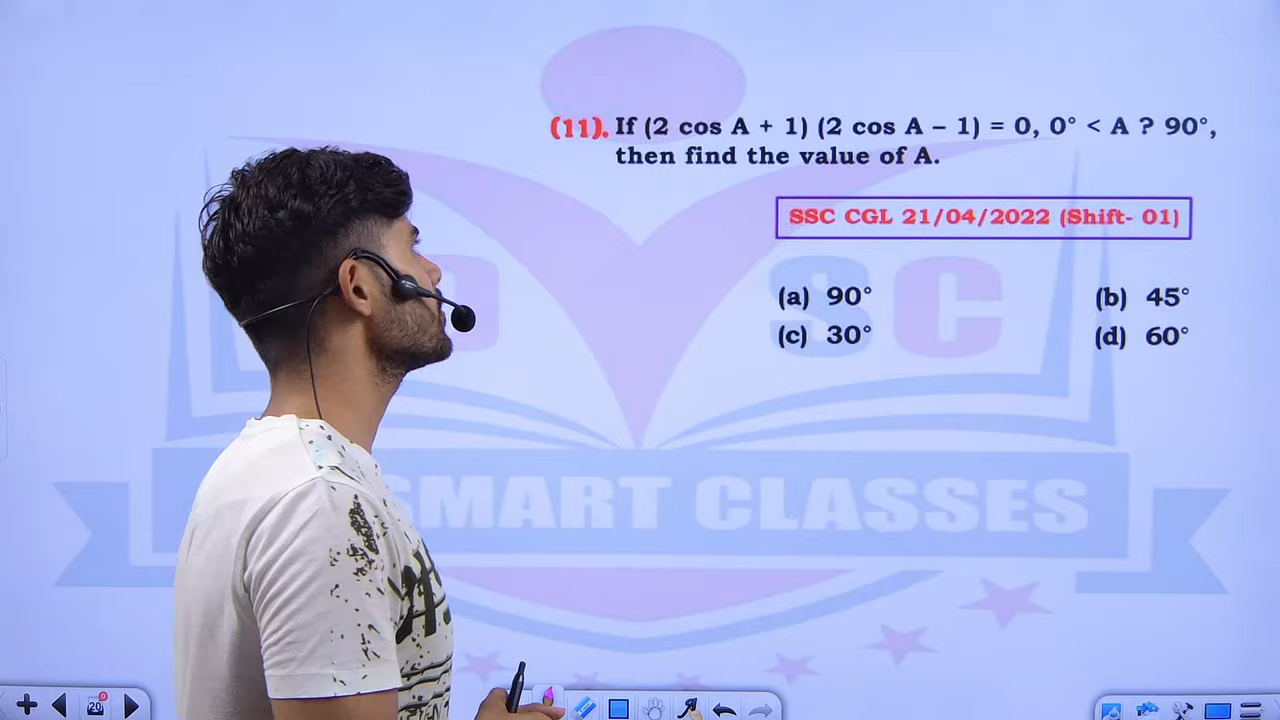 (11). If (2 cos A + 1) (2 cos A – 1) = 0, 0° < A ? 90°,
then find the value of A.
SSC CGL 21/04/2022 (Shift- 01)
(a) 90° (b) 45°
(c) 30° (d) 60°
SC
SMART CLASSES
20